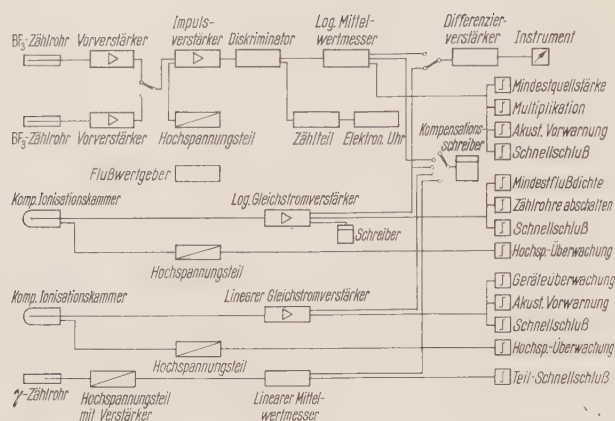 BF₃-Zählrohr
Vorverstärker
Impuls-
verstärker
Diskriminator
Log. Mittel-
wertmesser
Differenzier-
verstärker
Instrument
BF₃-Zählrohr
Vorverstärker
Hochspannungsteil
Zählteil
Elektron. Uhr
Kompensations-
schreiber
Mindestquellstärke
Multiplikation
Akust. Vorwarnung
Schnellschluß
Flußwertgeber
Komp. Ionisationskammer
Log. Gleichstromverstärker
Schreiber
Hochspannungsteil
Mindestflußdichte
Zählrohre abschalten
Schnellschluß
Hochsp.-Überwachung
Komp. Ionisationskammer
Linearer Gleichstromverstärker
Hochspannungsteil
Geräteüberwachung
Akust. Vorwarnung
Schnellschluß
Hochsp.-Überwachung
γ-Zählrohr
Hochspannungsteil
mit Verstärker
Linearer Mittel-
wertmesser
Teil-Schnellschluß